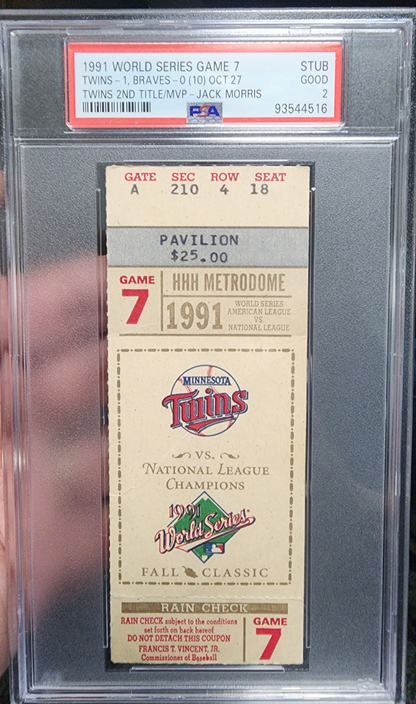 1991 WORLD SERIES GAME 7 STUB
TWINS-1, BRAVES-0 (10) OCT 27 GOOD
TWINS 2ND TITLE/MVP-JACK MORRIS 2
PSA 93544516
GATE SEC ROW SEAT
A 210 4 18
PAVILION
$25.00
GAME
7
HHH METRODOME
1991
WORLD SERIES
AMERICAN LEAGUE
VS.
NATIONAL LEAGUE
MINNESOTA
Twins
VS.
NATIONAL LEAGUE
CHAMPIONS
1991
World Series
FALL CLASSIC
RAIN CHECK
RAIN CHECK subject to the conditions
set forth on back hereof
DO NOT DETACH THIS COUPON
FRANCIS T. VINCENT, JR.
Commissioner of Baseball
GAME
7